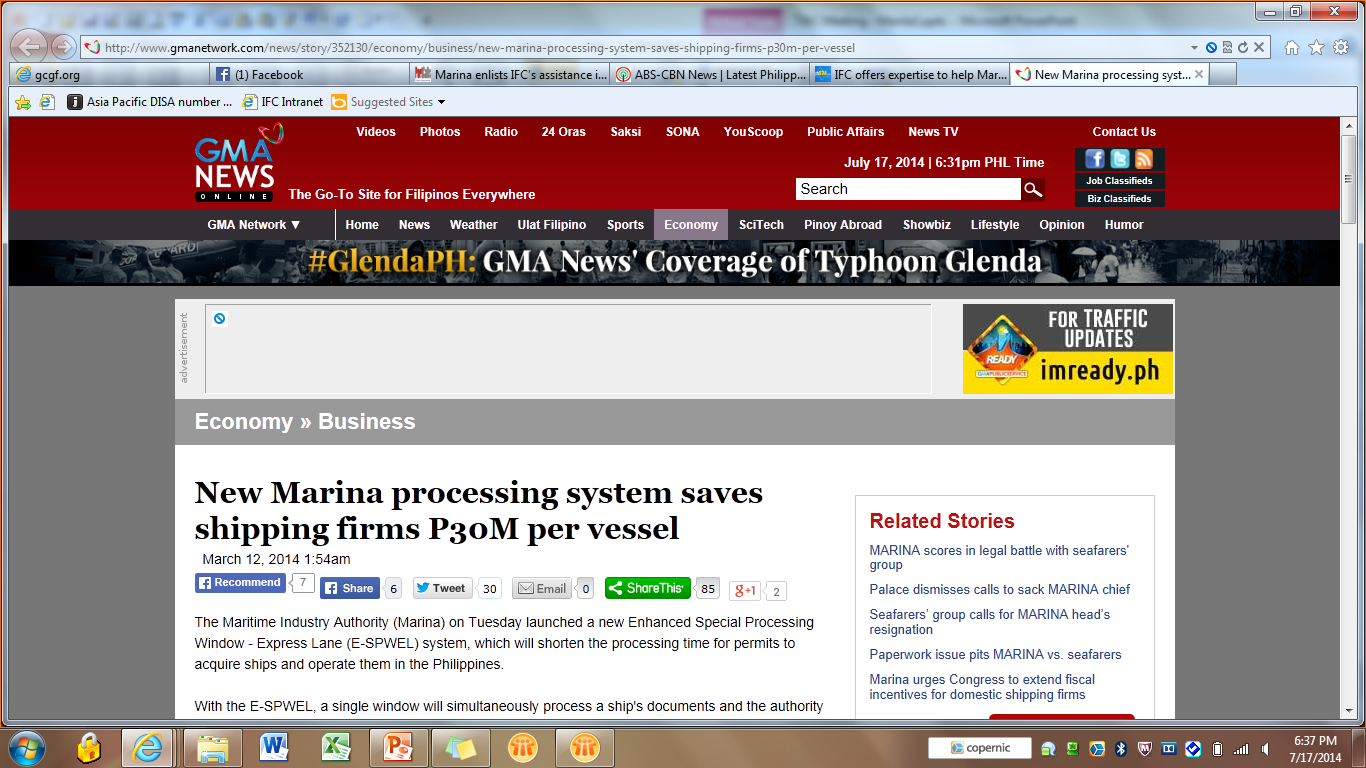 http://www.gmanetwork.com/news/story/352130/economy/business/new-marina-processing-system-saves-shipping-firms-p30m-per-vessel
gcgf.org
(1) Facebook
Marina enlists IFC's assistance i...
ABS-CBN News | Latest Philipp...
IFC offers expertise to help Mar...
New Marina processing syst...
Asia Pacific DISA number ...
IFC Intranet
Suggested Sites
Videos Photos Radio 24 Oras Saksi SONA YouScoop Public Affairs News TV Contact Us
GMA
NEWS
ONLINE
The Go-To Site for Filipinos Everywhere
July 17, 2014 | 6:31pm PHL Time
Search
Job Classifieds
Biz Classifieds
GMA Network ▼ Home News Weather Ulat Filipino Sports Economy SciTech Pinoy Abroad Showbiz Lifestyle Opinion Humor
#GlendaPH: GMA News' Coverage of Typhoon Glenda
advertisement
FOR TRAFFIC
UPDATES
READY
imready.ph
Economy » Business
New Marina processing system saves
shipping firms P30M per vessel
March 12, 2014 1:54am
Recommend 7 Share 6 Tweet 30 Email 0 ShareThis 85 g+1 2
The Maritime Industry Authority (Marina) on Tuesday launched a new Enhanced Special Processing
Window - Express Lane (E-SPWEL) system, which will shorten the processing time for permits to
acquire ships and operate them in the Philippines.
With the E-SPWEL, a single window will simultaneously process a ship's documents and the authority
Related Stories
MARINA scores in legal battle with seafarers'
group
Palace dismisses calls to sack MARINA chief
Seafarers' group calls for MARINA head's
resignation
Paperwork issue pits MARINA vs. seafarers
Marina urges Congress to extend fiscal
incentives for domestic shipping firms
copernic
6:37 PM
7/17/2014